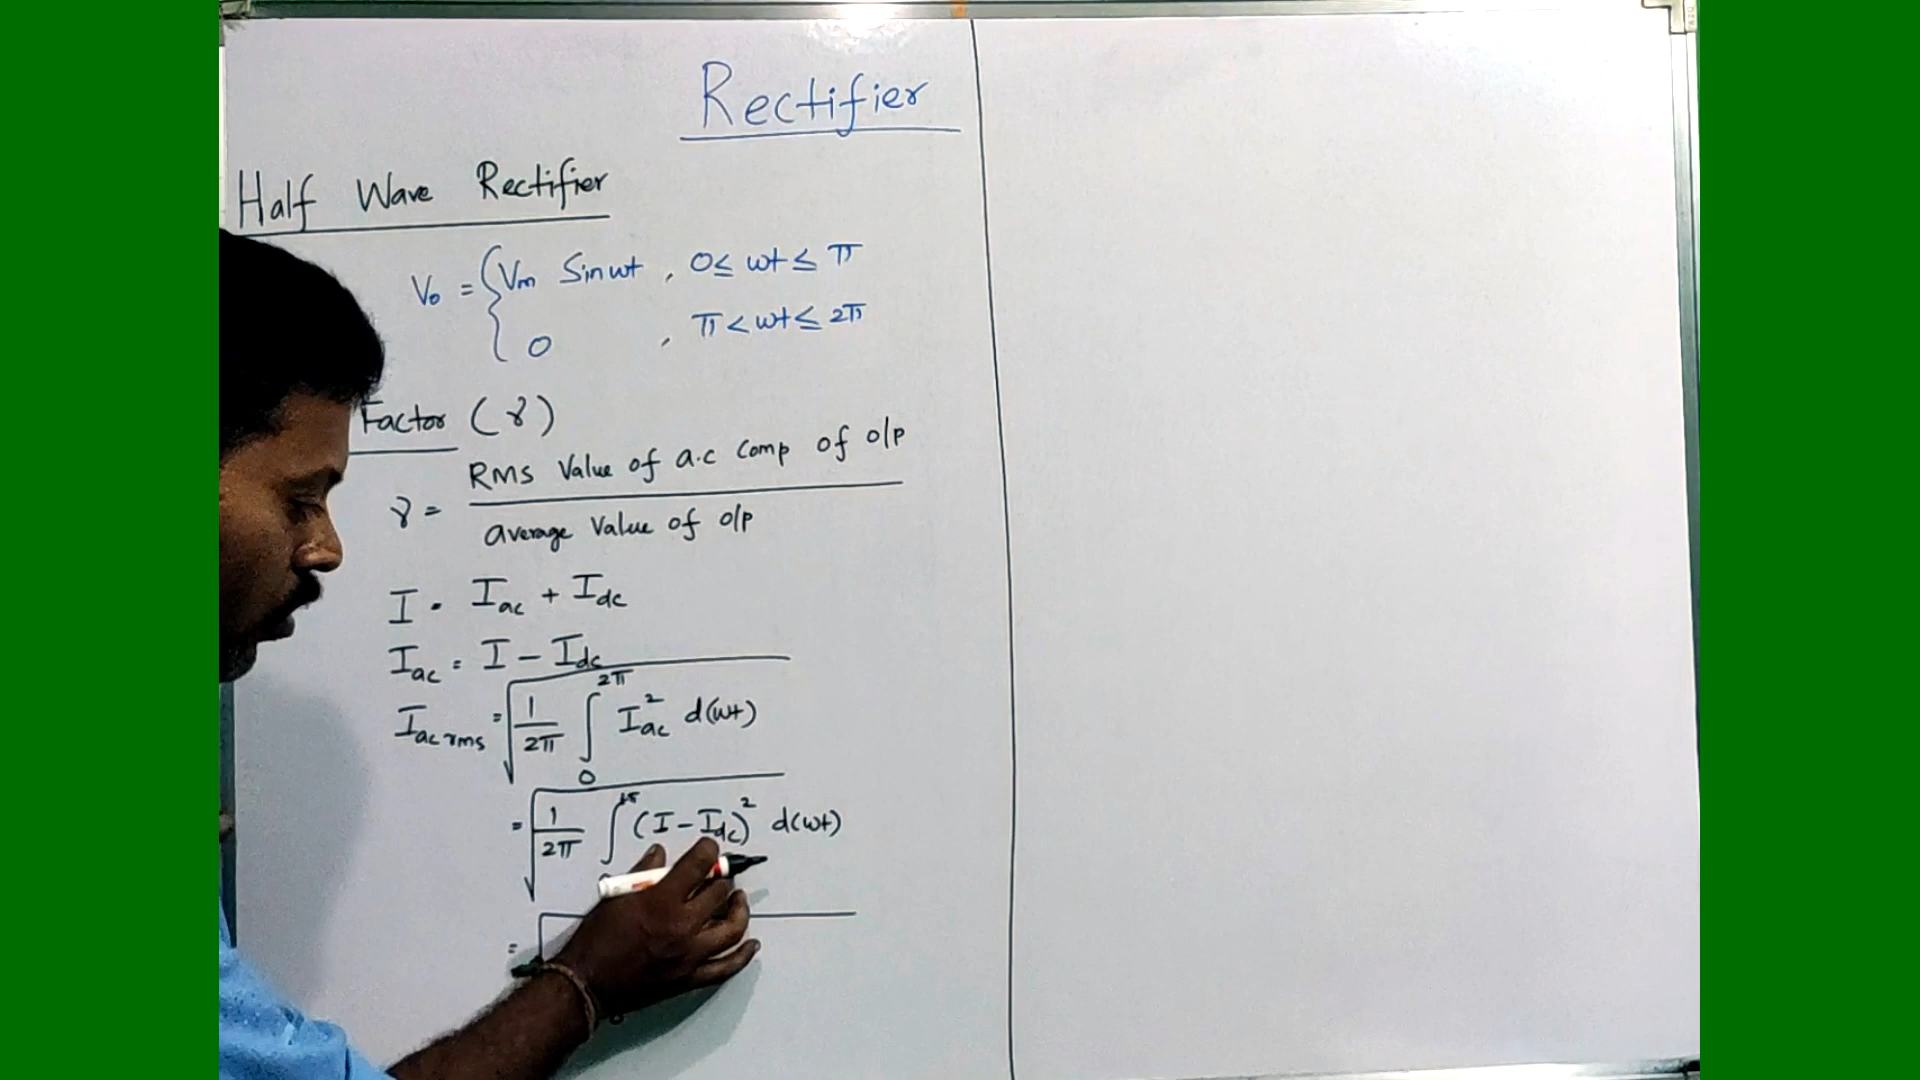 Rectifier
Half Wave Rectifier
V₀ = { Vm Sin ωt , 0 ≤ ωt ≤ π
0 , π < ωt ≤ 2π
Factor (γ)
γ = RMS Value of a.c Comp of o/p
average Value of o/p
I = Iac + Idc
Iac = I - Idc
Iac rms = √ 1/2π ∫₀^2π Iac² d(ωt)
= √ 1/2π ∫ (I - Idc)² d(ωt)
= √